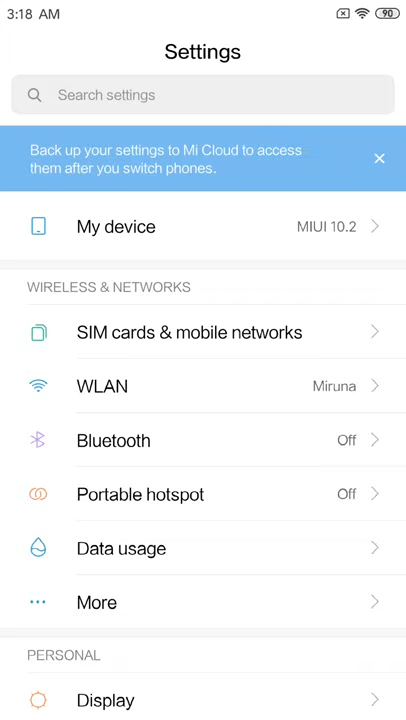 3:18 AM 90
Settings
Search settings
Back up your settings to Mi Cloud to access
them after you switch phones.
My device MIUI 10.2
WIRELESS & NETWORKS
SIM cards & mobile networks
WLAN Miruna
Bluetooth Off
Portable hotspot Off
Data usage
More
PERSONAL
Display